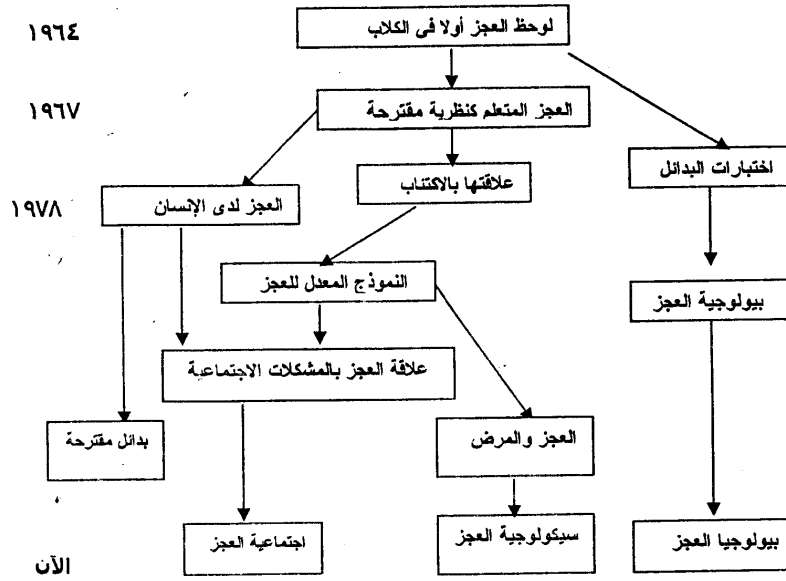 ١٩٦٤
لوحظ العجز أولا فى الكلاب
١٩٦٧
العجز المتعلم كنظرية مقترحة
اختبارات البدائل
علاقتها بالاكتئاب
١٩٧٨
العجز لدى الإنسان
النموذج المعدل للعجز
بيولوجية العجز
علاقة العجز بالمشكلات الاجتماعية
بدائل مقترحة
العجز والمرض
اجتماعية العجز
سيكولوجية العجز
بيولوجيا العجز
الآن